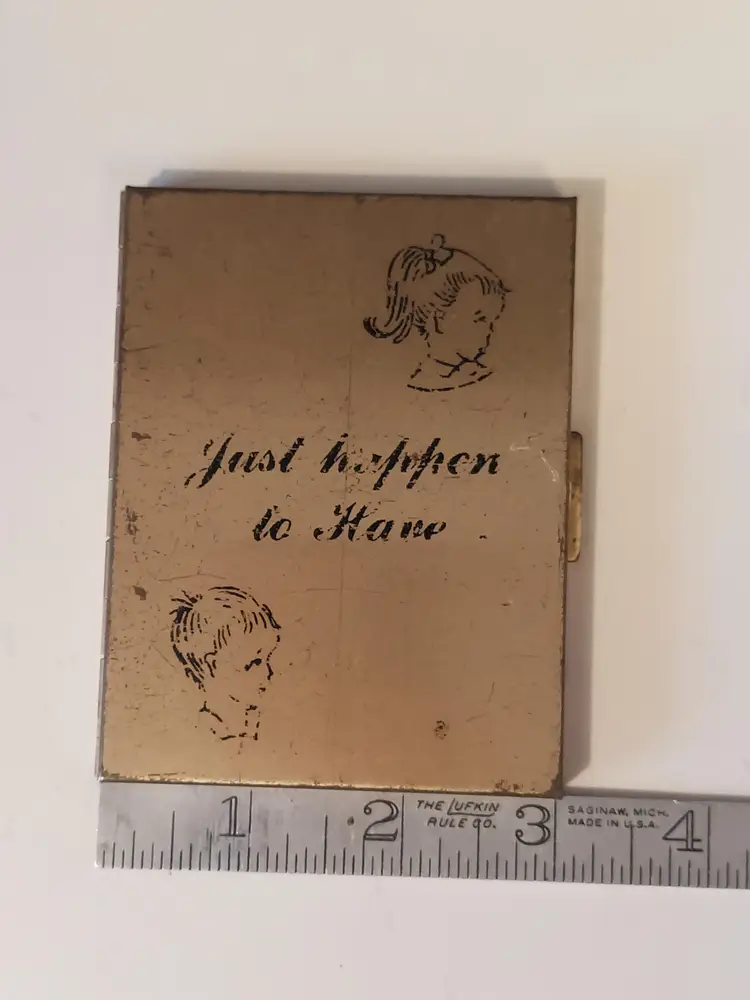 Just happen
to Have
1 2 THE LUFKIN 3 SAGINAW, MICH. 4
RULE CO. MADE IN U.S.A.